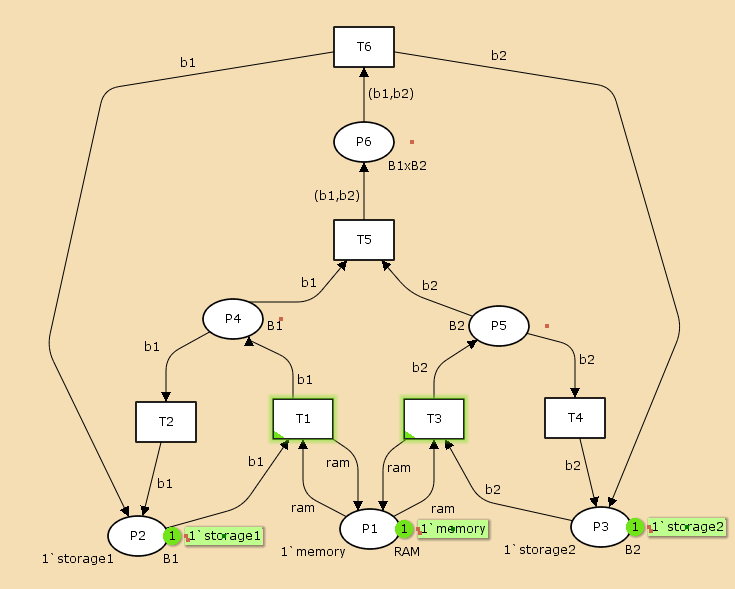 T6
b1
b2
(b1,b2)
P6
B1xB2
(b1,b2)
T5
b1
b2
P4
B1
B2
P5
b1
b2
b1
b2
T2
T1
T3
T4
b1
ram
ram
b2
b1
b2
ram
ram
P2
1
1`storage1
P1
1
1`memory
P3
1
1`storage2
1`storage1
B1
1`memory
RAM
1`storage2
B2